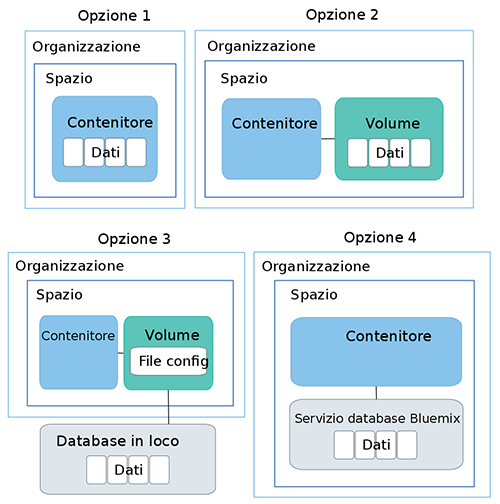 Opzione 1
Organizzazione
Spazio
Contenitore
Dati
Opzione 2
Organizzazione
Spazio
Contenitore
Volume
Dati
Opzione 3
Organizzazione
Spazio
Contenitore
Volume
File config
Database in loco
Dati
Opzione 4
Organizzazione
Spazio
Contenitore
Servizio database Bluemix
Dati